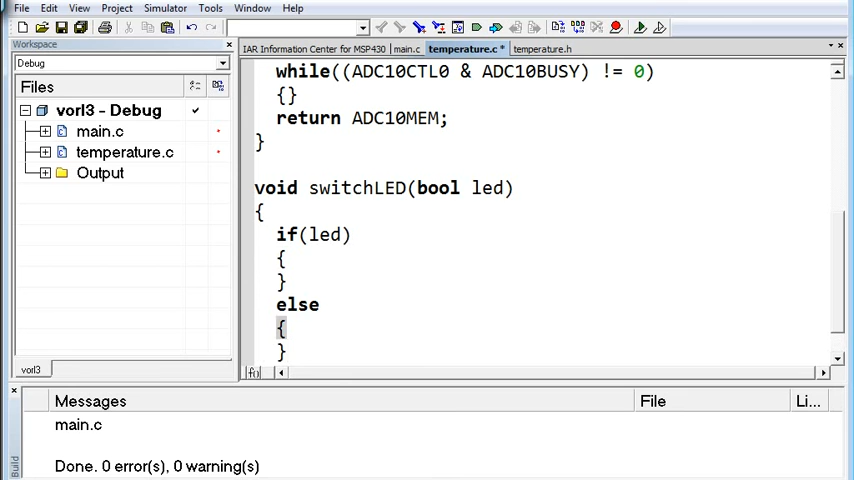 File Edit View Project Simulator Tools Window Help
Workspace
Debug
Files
vorl3 - Debug
main.c
temperature.c
Output
vorl3
IAR Information Center for MSP430 main.c temperature.c * temperature.h
while((ADC10CTL0 & ADC10BUSY) != 0)
{}
return ADC10MEM;
}
void switchLED(bool led)
{
if(led)
{
}
else
{
}
f()
Messages File Li...
main.c
Done. 0 error(s), 0 warning(s)
Build